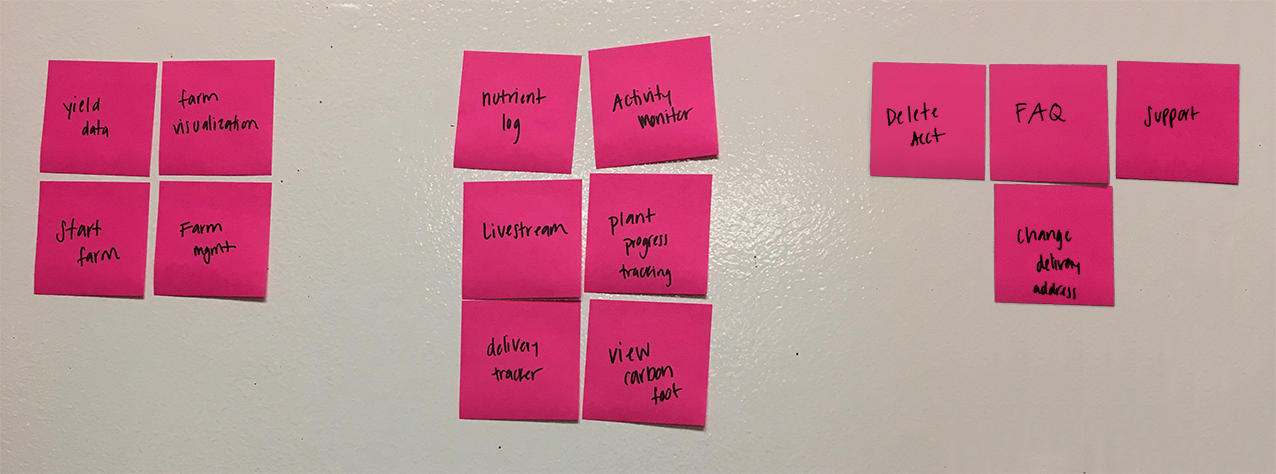 yield
data
farm
visualization
Start
farm
Farm
mgmt
nutrient
log
Activity
monitor
Livestream
plant
progress
tracking
delivery
tracker
view
carbon
foot
Delete
Acct
FAQ
Support
Change
delivery
address